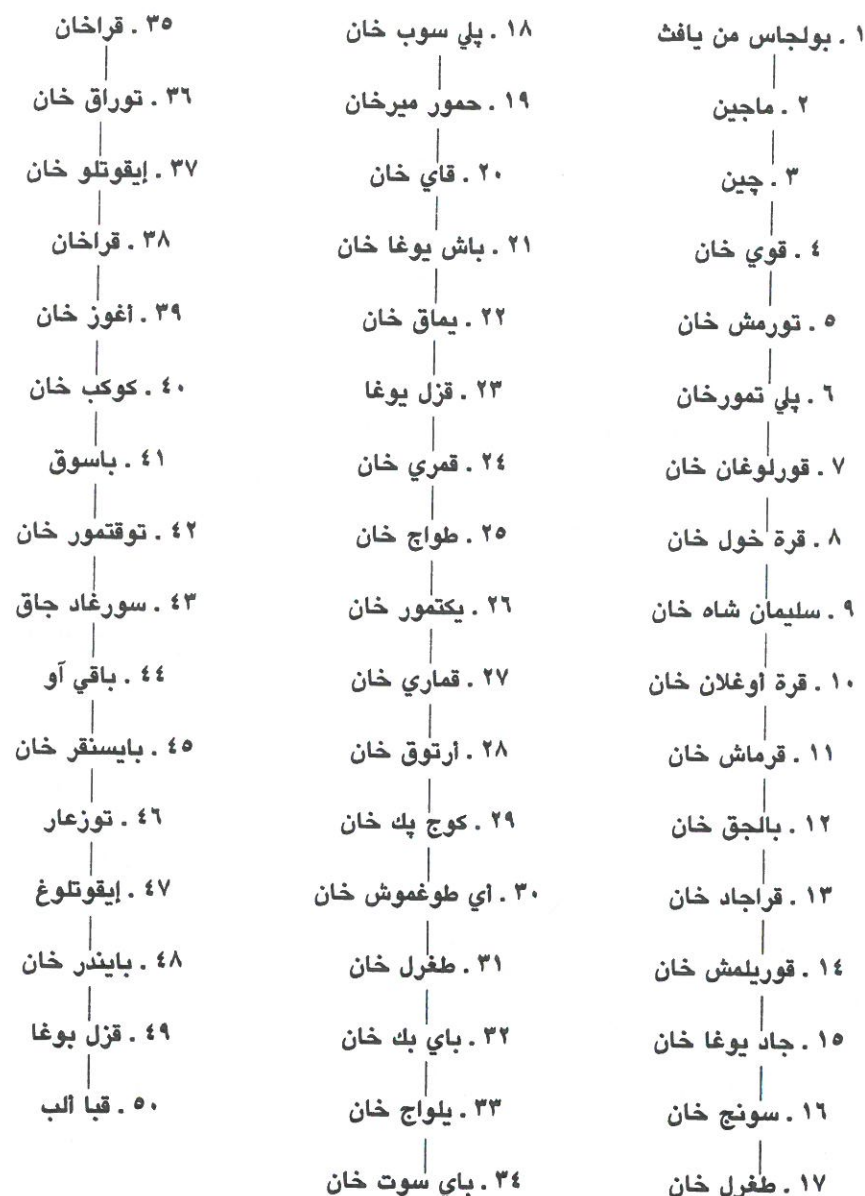 ١ . بولجاس من يافث
٢ . ماجين
٣ . چين
٤ . قوي خان
٥ . تورمش خان
٦ . پلي تمورخان
٧ . قورلوغان خان
٨ . قرة خول خان
٩ . سليمان شاه خان
١٠ . قرة أوغلان خان
١١ . قرماش خان
١٢ . بالجق خان
١٣ . قراجاد خان
١٤ . قوريلمش خان
١٥ . جاد يوغا خان
١٦ . سونج خان
١٧ . طغرل خان
١٨ . پلي سوب خان
١٩ . حمور ميرخان
٢٠ . قاي خان
٢١ . باش يوغا خان
٢٢ . يماق خان
٢٣ . قزل يوغا
٢٤ . قمري خان
٢٥ . طواچ خان
٢٦ . يكتمور خان
٢٧ . قماري خان
٢٨ . أرتوق خان
٢٩ . كوج پك خان
٣٠ . أي طوغموش خان
٣١ . طغرل خان
٣٢ . باي بك خان
٣٣ . يلواج خان
٣٤ . باي سوت خان
٣٥ . قراخان
٣٦ . توراق خان
٣٧ . إيقوتلو خان
٣٨ . قراخان
٣٩ . أغوز خان
٤٠ . كوكب خان
٤١ . باسوق
٤٢ . توقتمور خان
٤٣ . سورغاد جاق
٤٤ . باقي آو
٤٥ . بايسنقر خان
٤٦ . توزعار
٤٧ . إيقوتلوغ
٤٨ . بايندر خان
٤٩ . قزل بوغا
٥٠ . قبا ألب